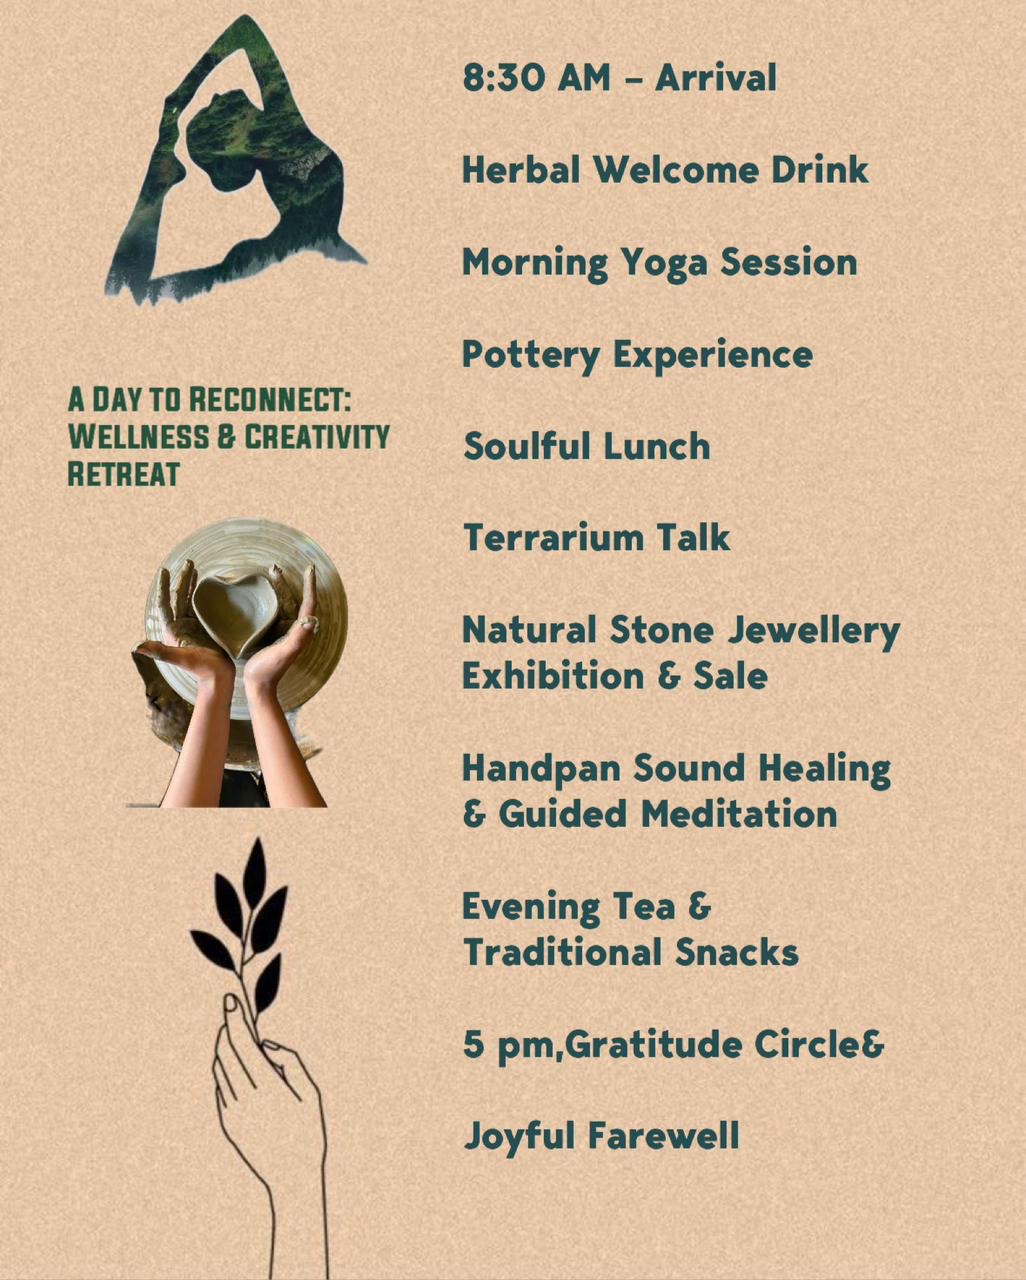 A Day to Reconnect:
Wellness & Creativity
Retreat
8:30 AM – Arrival
Herbal Welcome Drink
Morning Yoga Session
Pottery Experience
Soulful Lunch
Terrarium Talk
Natural Stone Jewellery
Exhibition & Sale
Handpan Sound Healing
& Guided Meditation
Evening Tea &
Traditional Snacks
5 pm,Gratitude Circle&
Joyful Farewell